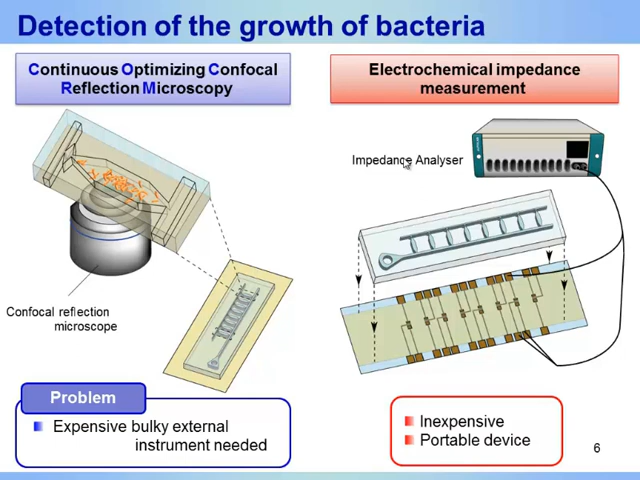 Detection of the growth of bacteria
Continuous Optimizing Confocal
Reflection Microscopy
Electrochemical impedance
measurement
Impedance Analyser
Confocal reflection
microscope
Problem
Expensive bulky external
instrument needed
Inexpensive
Portable device
6